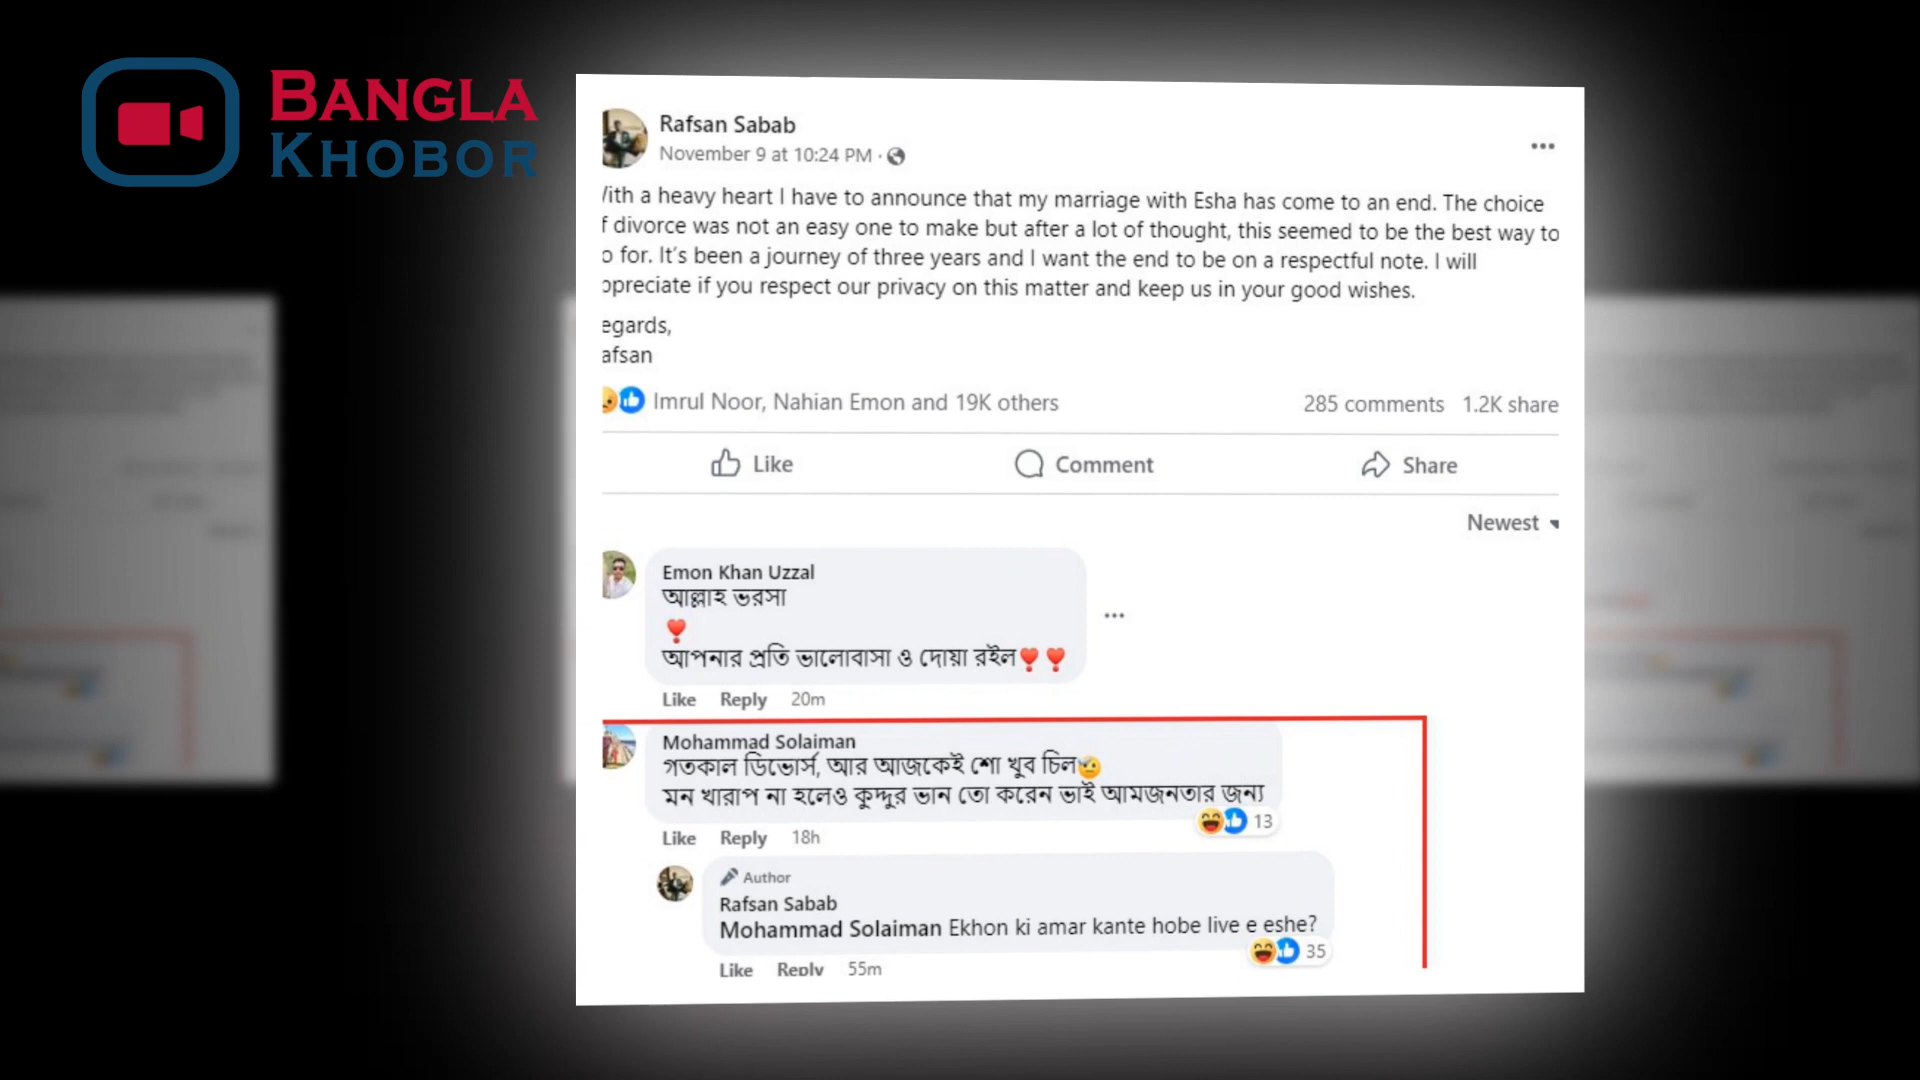 BANGLA
KHOBOR
Rafsan Sabab
November 9 at 10:24 PM ·
ith a heavy heart I have to announce that my marriage with Esha has come to an end. The choice
f divorce was not an easy one to make but after a lot of thought, this seemed to be the best way to
o for. It's been a journey of three years and I want the end to be on a respectful note. I will
ppreciate if you respect our privacy on this matter and keep us in your good wishes.
egards,
afsan
Imrul Noor, Nahian Emon and 19K others 285 comments 1.2K share
Like Comment Share
Newest
Emon Khan Uzzal
আল্লাহ ভরসা
❣️
আপনার প্রতি ভালোবাসা ও দোয়া রইল❣️❣️
Like Reply 20m
Mohammad Solaiman
গতকাল ডিভোর্স, আর আজকেই শো খুব চিল🤕
মন খারাপ না হলেও কুদ্দুর ভান তো করেন ভাই আমজনতার জন্য
13
Like Reply 18h
Author
Rafsan Sabab
Mohammad Solaiman Ekhon ki amar kante hobe live e eshe?
35
Like Reply 55m